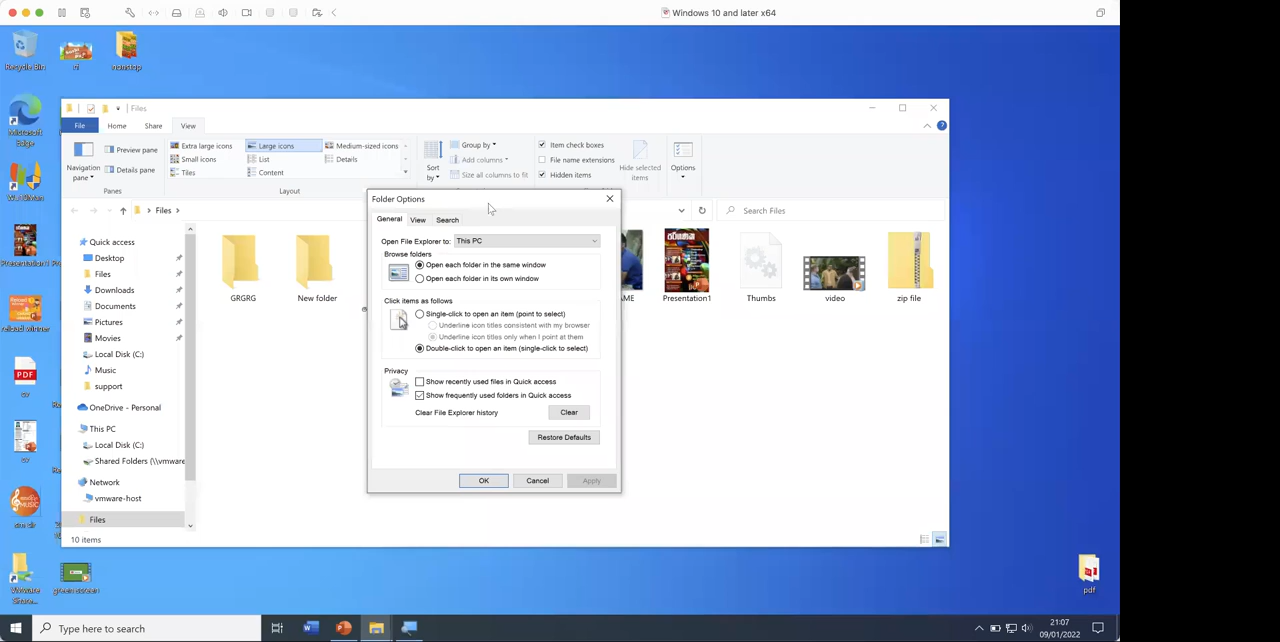 Windows 10 and later x64
Recycle Bin
nonstop
Files
File
Home
Share
View
Navigation pane
Preview pane
Details pane
Panes
Extra large icons
Large icons
Medium-sized icons
Small icons
List
Details
Tiles
Content
Layout
Sort by
Group by
Add columns
Size all columns to fit
Item check boxes
File name extensions
Hidden items
Hide selected items
Options
Files
Search Files
Microsoft Edge
Quick access
Desktop
Files
Downloads
Documents
Pictures
Movies
Local Disk (C:)
Music
support
OneDrive - Personal
This PC
Local Disk (C:)
Shared Folders (\\vmware
Network
vmware-host
Files
10 items
GRGRG
New folder
Presentation1
Thumbs
video
zip file
Folder Options
General
View
Search
Open File Explorer to:
This PC
Browse folders
Open each folder in the same window
Open each folder in its own window
Click items as follows
Single-click to open an item (point to select)
Underline icon titles consistent with my browser
Underline icon titles only when I point at them
Double-click to open an item (single-click to select)
Privacy
Show recently used files in Quick access
Show frequently used folders in Quick access
Clear File Explorer history
Clear
Restore Defaults
OK
Cancel
Apply
PDF
cv
cv
VMware Share...
green screen
pdf
Type here to search
21:07
09/01/2022